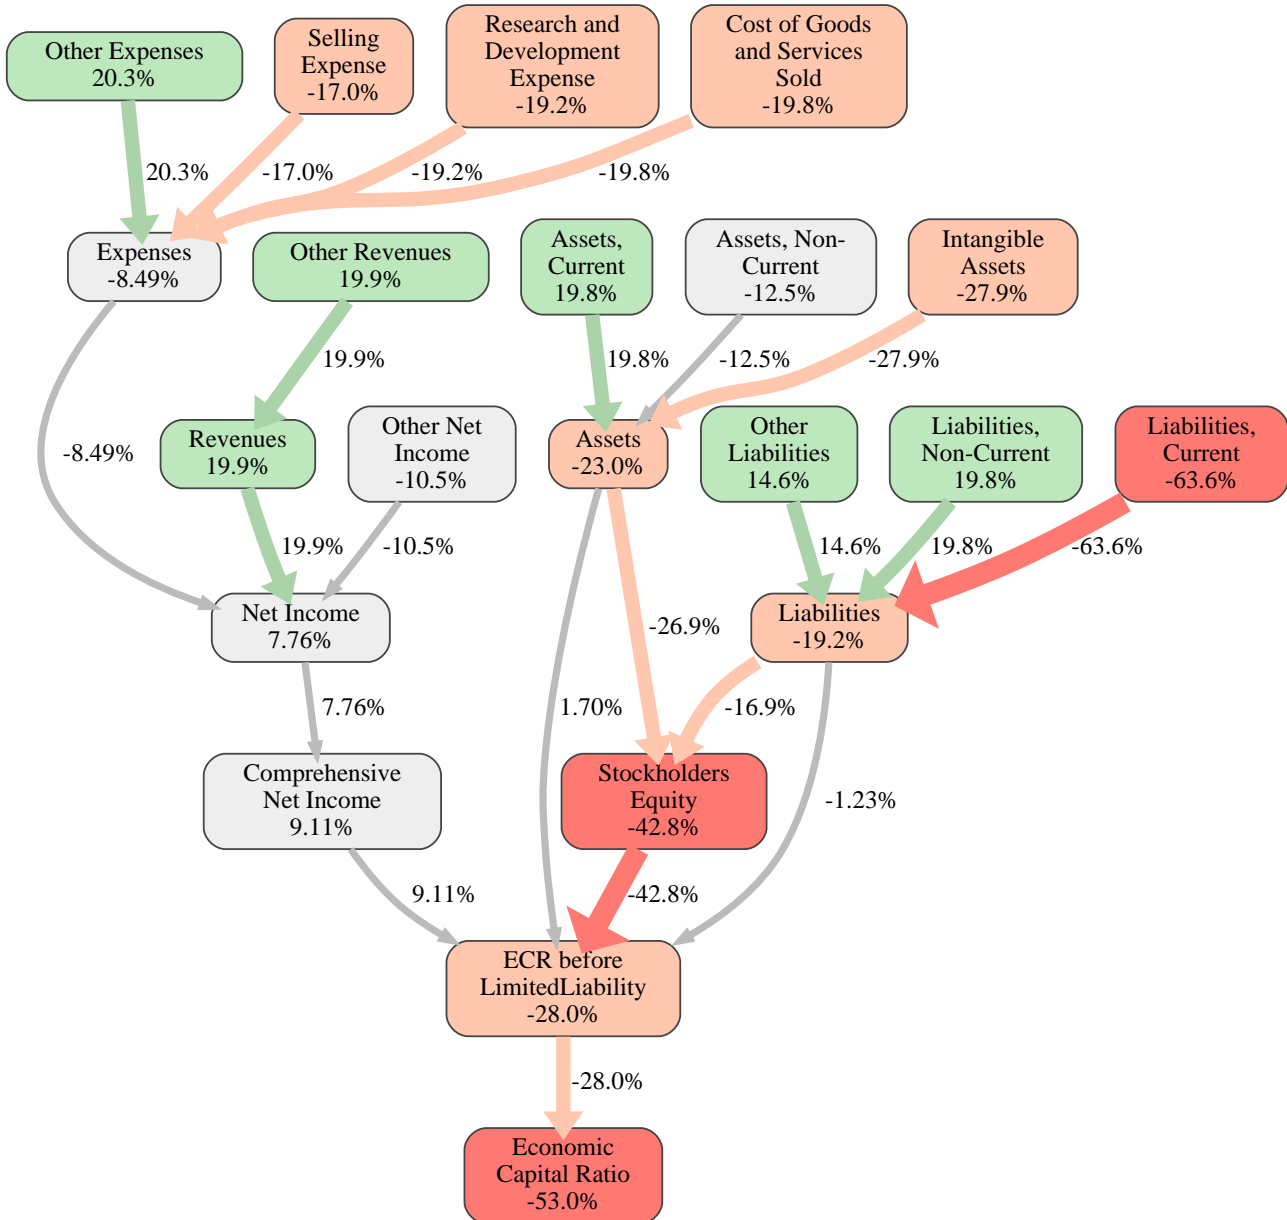 Other Expenses
20.3%
Selling
Expense
-17.0%
Research and
Development
Expense
-19.2%
Cost of Goods
and Services
Sold
-19.8%
20.3%
-17.0%
-19.2%
-19.8%
Expenses
-8.49%
Other Revenues
19.9%
Assets,
Current
19.8%
Assets, Non-
Current
-12.5%
Intangible
Assets
-27.9%
19.9%
19.8%
-12.5%
-27.9%
-8.49%
Revenues
19.9%
Other Net
Income
-10.5%
Assets
-23.0%
Other
Liabilities
14.6%
Liabilities,
Non-Current
19.8%
Liabilities,
Current
-63.6%
19.9%
-10.5%
14.6%
19.8%
-63.6%
Net Income
7.76%
-26.9%
Liabilities
-19.2%
7.76%
1.70%
-16.9%
Comprehensive
Net Income
9.11%
Stockholders
Equity
-42.8%
-1.23%
9.11%
-42.8%
ECR before
LimitedLiability
-28.0%
-28.0%
Economic
Capital Ratio
-53.0%